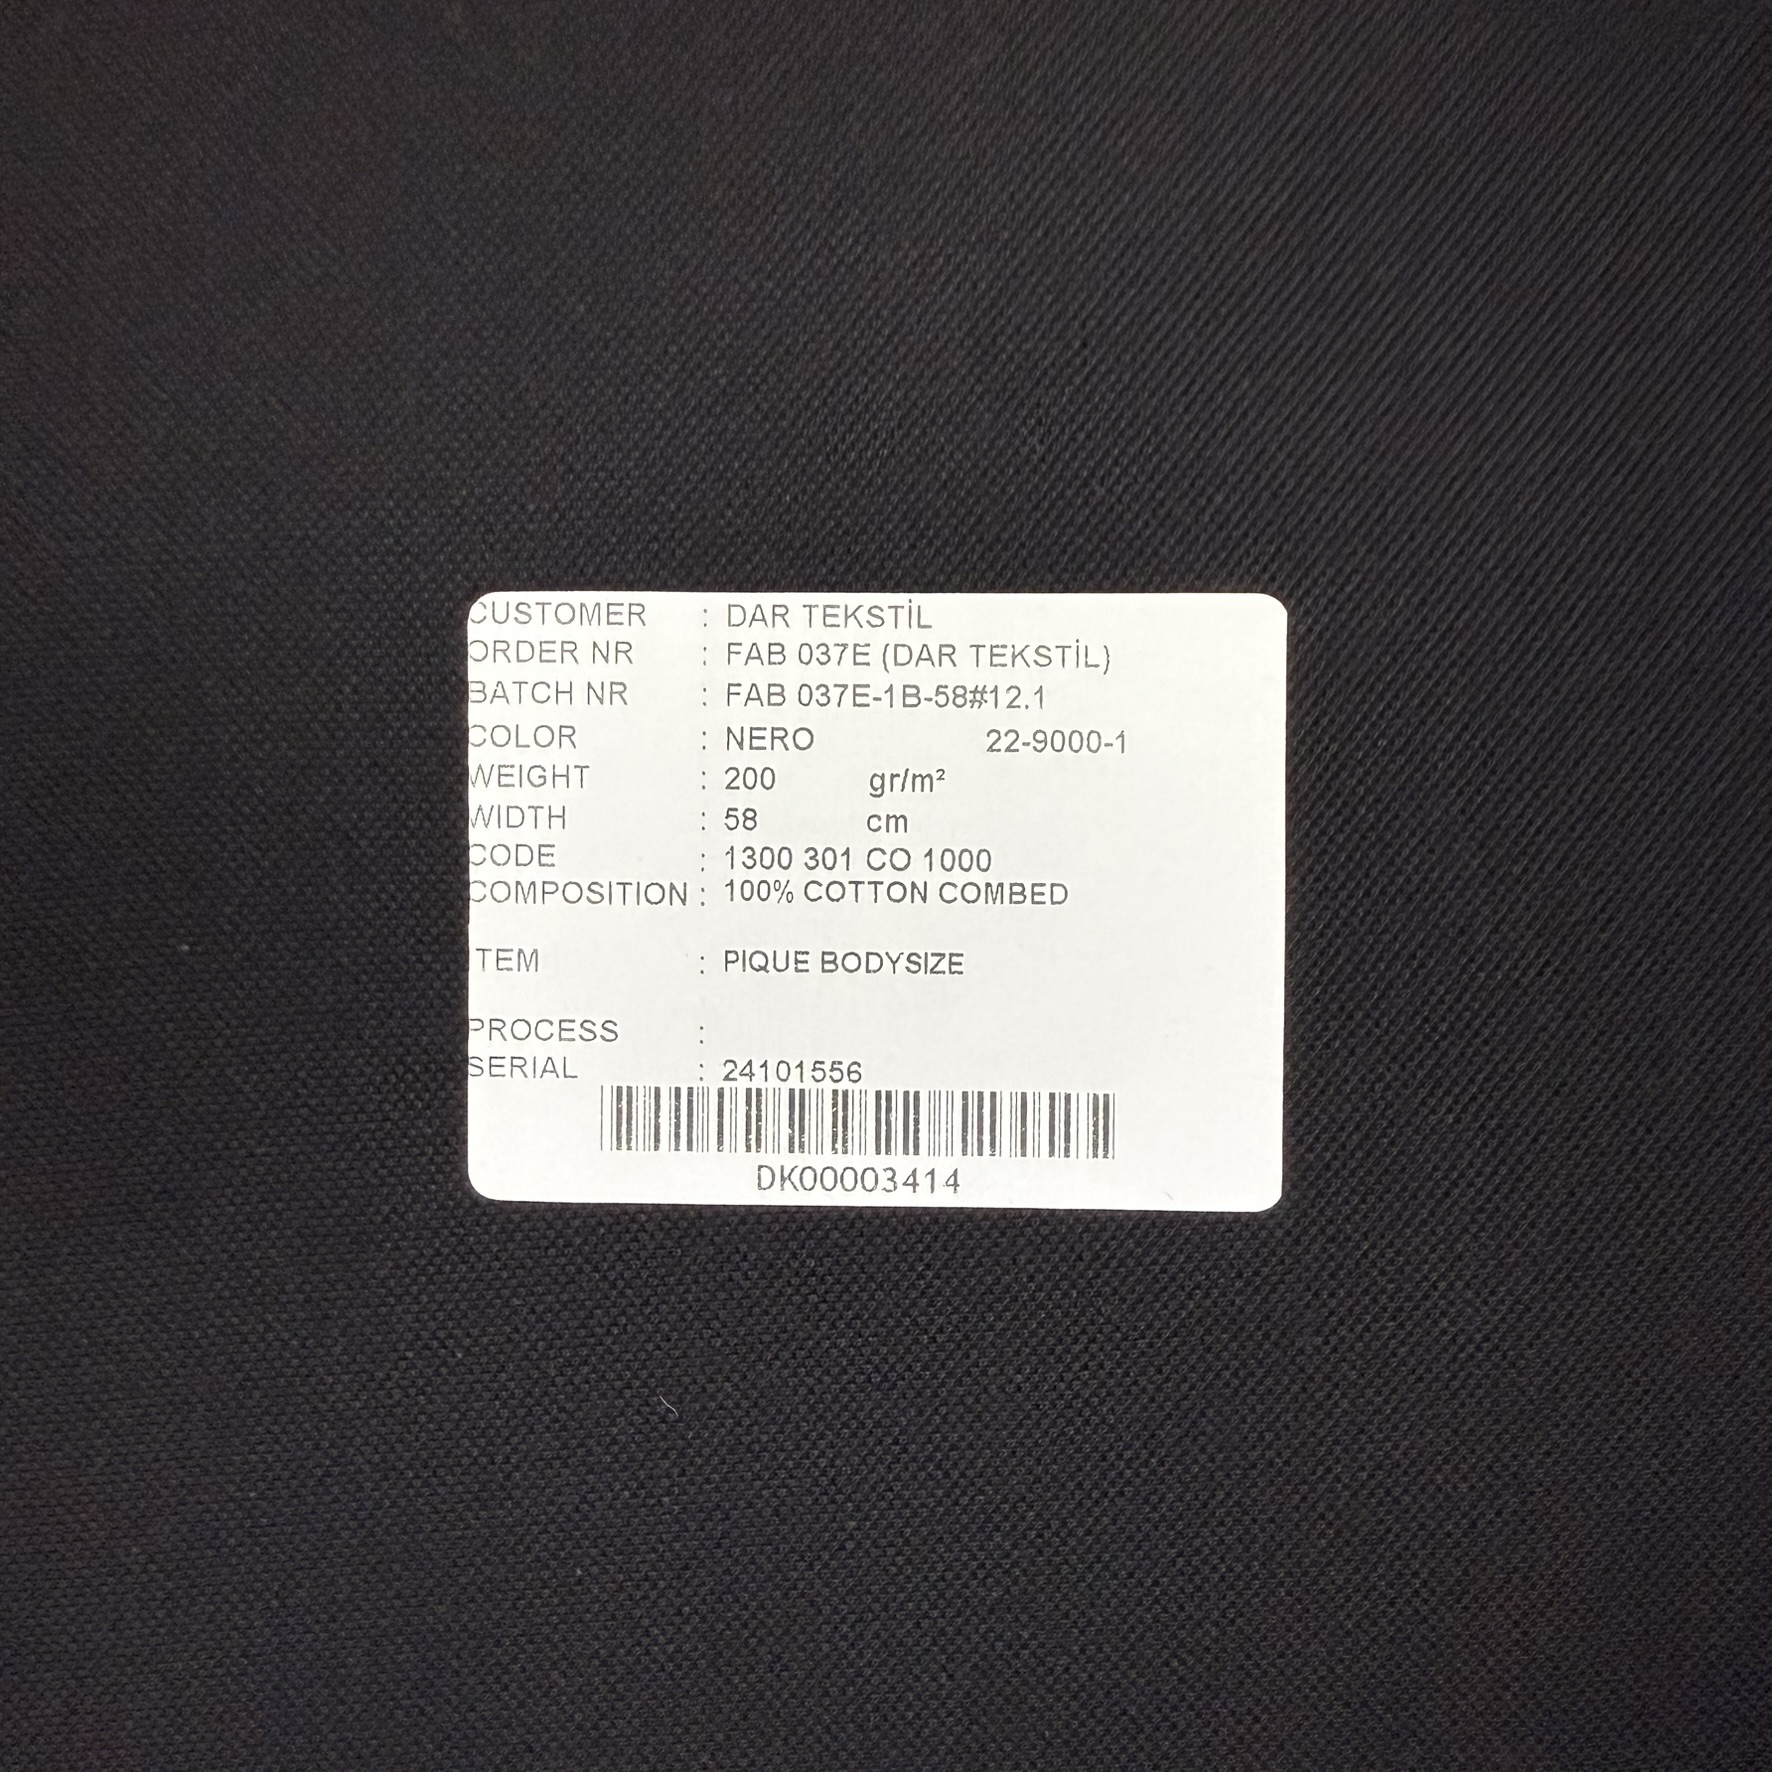 CUSTOMER : DAR TEKSTİL
ORDER NR : FAB 037E (DAR TEKSTİL)
BATCH NR : FAB 037E-1B-58#12.1
COLOR : NERO 22-9000-1
WEIGHT : 200 gr/m²
WIDTH : 58 cm
CODE : 1300 301 CO 1000
COMPOSITION : 100% COTTON COMBED
ITEM : PIQUE BODYSIZE
PROCESS :
SERIAL : 24101556
DK00003414